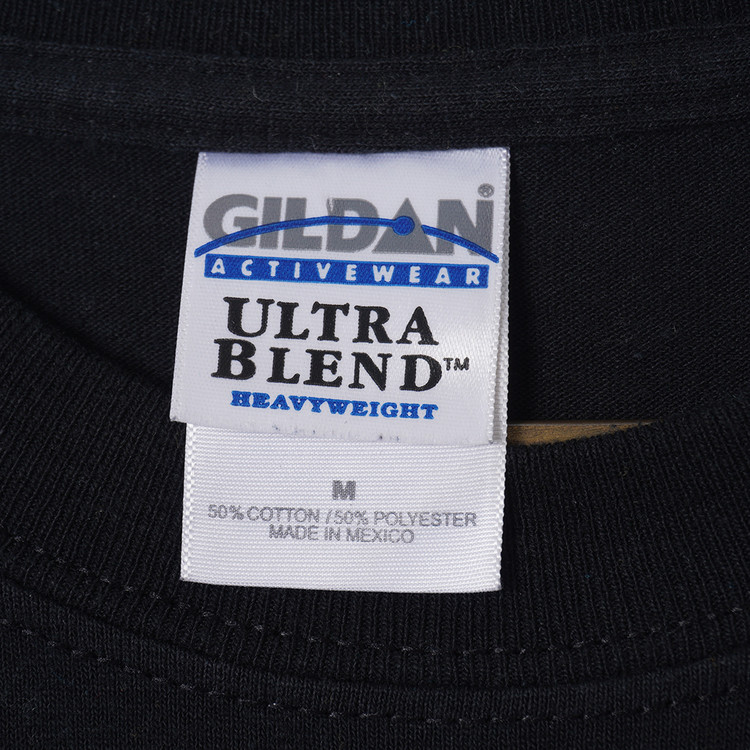 GILDAN®
ACTIVEWEAR
ULTRA
BLEND™
HEAVYWEIGHT
M
50% COTTON / 50% POLYESTER
MADE IN MEXICO